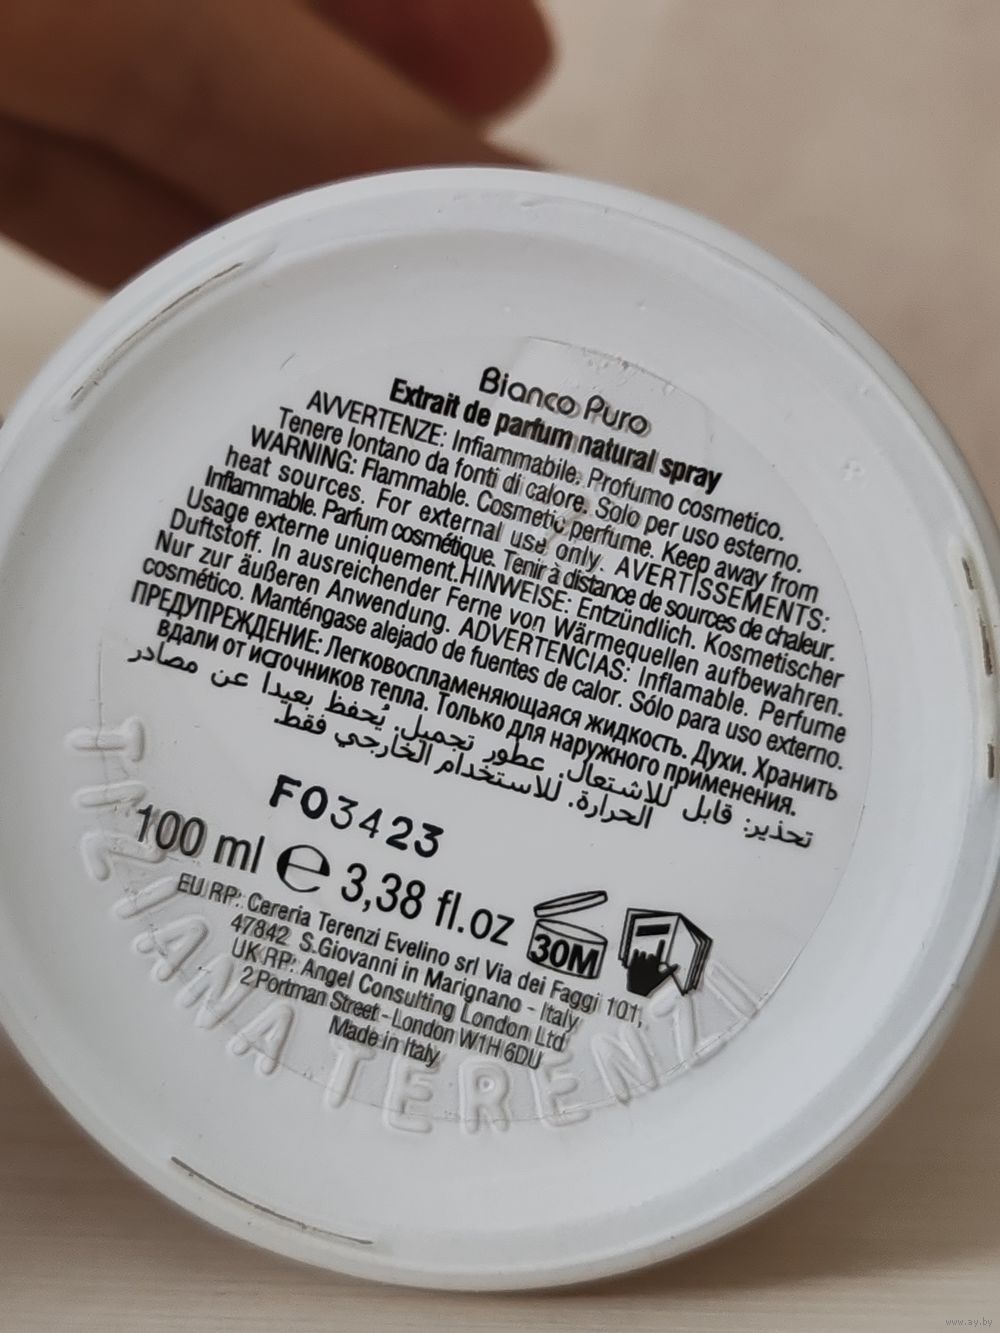 Bianco Puro
Extrait de parfum natural spray
AVVERTENZE: Infiammabile. Profumo cosmetico.
Tenere lontano da fonti di calore. Solo per uso esterno.
WARNING: Flammable. Cosmetic perfume. Keep away from
heat sources. For external use only. AVERTISSEMENTS:
Inflammable. Parfum cosmétique. Tenir à distance de sources de chaleur.
Usage externe uniquement.HINWEISE: Entzündlich. Kosmetischer
Duftstoff. In ausreichender Ferne von Wärmequellen aufbewahren.
Nur zur äußeren Anwendung. ADVERTENCIAS: Inflamable. Perfume
cosmético. Manténgase alejado de fuentes de calor. Sólo para uso externo.
ПРЕДУПРЕЖДЕНИЕ: Легковоспламеняющаяся жидкость. Духи. Хранить
вдали от источников тепла. Только для наружного применения.
تحذير: قابل للاشتعال عطور تجميل. يُحفظ بعيدا عن مصادر
الحرارة. للاستخدام الخارجي فقط.
F03423
100 ml e 3,38 fl.oz
30M
EU RP: Cereria Terenzi Evelino srl Via dei Faggi 101,
47842 S.Giovanni in Marignano - Italy
UK RP: Angel Consulting London Ltd
2 Portman Street - London W1H 6DU
Made in Italy
TIZIANA TERENZI
www.ay.by